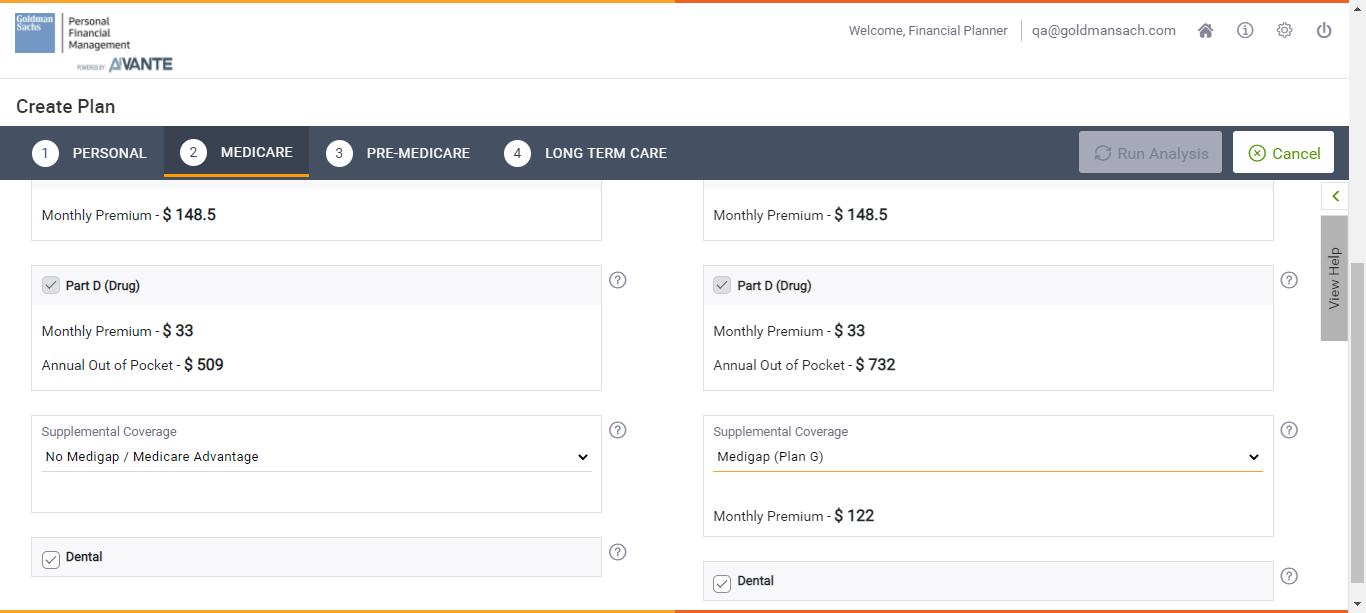 Goldman
Sachs
Personal
Financial
Management
POWERED BY AVANTE
Welcome, Financial Planner
qa@goldmansach.com
Create Plan
1 PERSONAL
2 MEDICARE
3 PRE-MEDICARE
4 LONG TERM CARE
Run Analysis
Cancel
Monthly Premium - $ 148.5
Monthly Premium - $ 148.5
View Help
Part D (Drug)
Monthly Premium - $ 33
Annual Out of Pocket - $ 509
Part D (Drug)
Monthly Premium - $ 33
Annual Out of Pocket - $ 732
Supplemental Coverage
No Medigap / Medicare Advantage
Supplemental Coverage
Medigap (Plan G)
Monthly Premium - $ 122
Dental
Dental